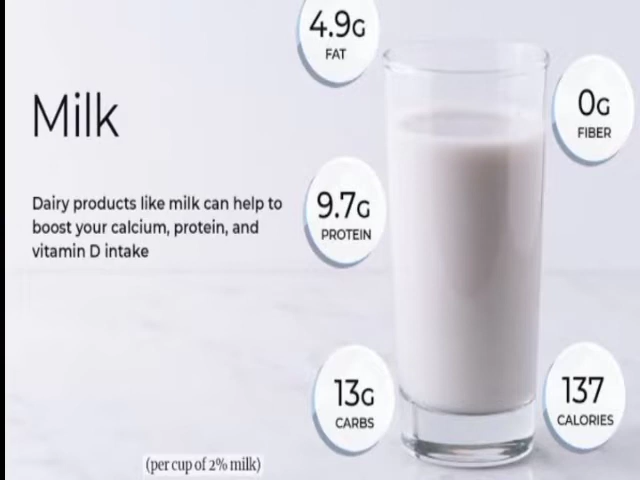 Milk
Dairy products like milk can help to
boost your calcium, protein, and
vitamin D intake
4.9G
FAT
0G
FIBER
9.7G
PROTEIN
13G
CARBS
137
CALORIES
(per cup of 2% milk)